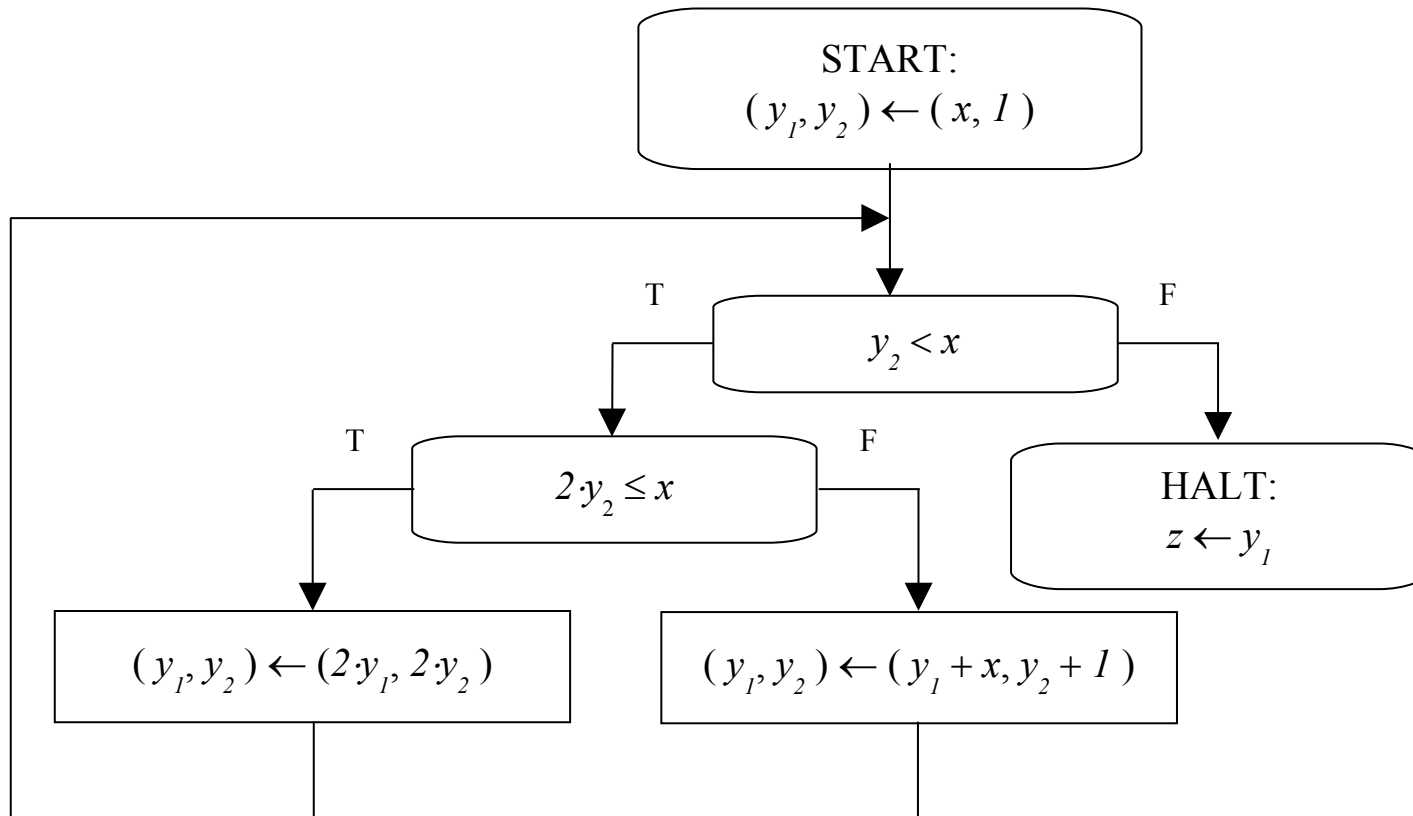 START:
( y₁, y₂ ) ← ( x, 1 )
T
F
y₂ < x
T
F
2·y₂ ≤ x
HALT:
z ← y₁
( y₁, y₂ ) ← (2·y₁, 2·y₂ )
( y₁, y₂ ) ← ( y₁ + x, y₂ + 1 )